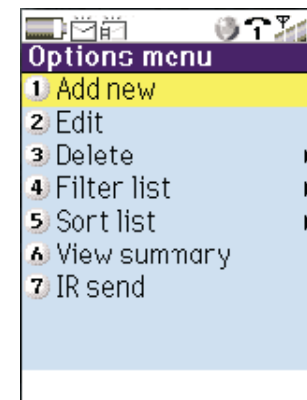 Options menu
1 Add new
2 Edit
3 Delete
4 Filter list
5 Sort list
6 View summary
7 IR send